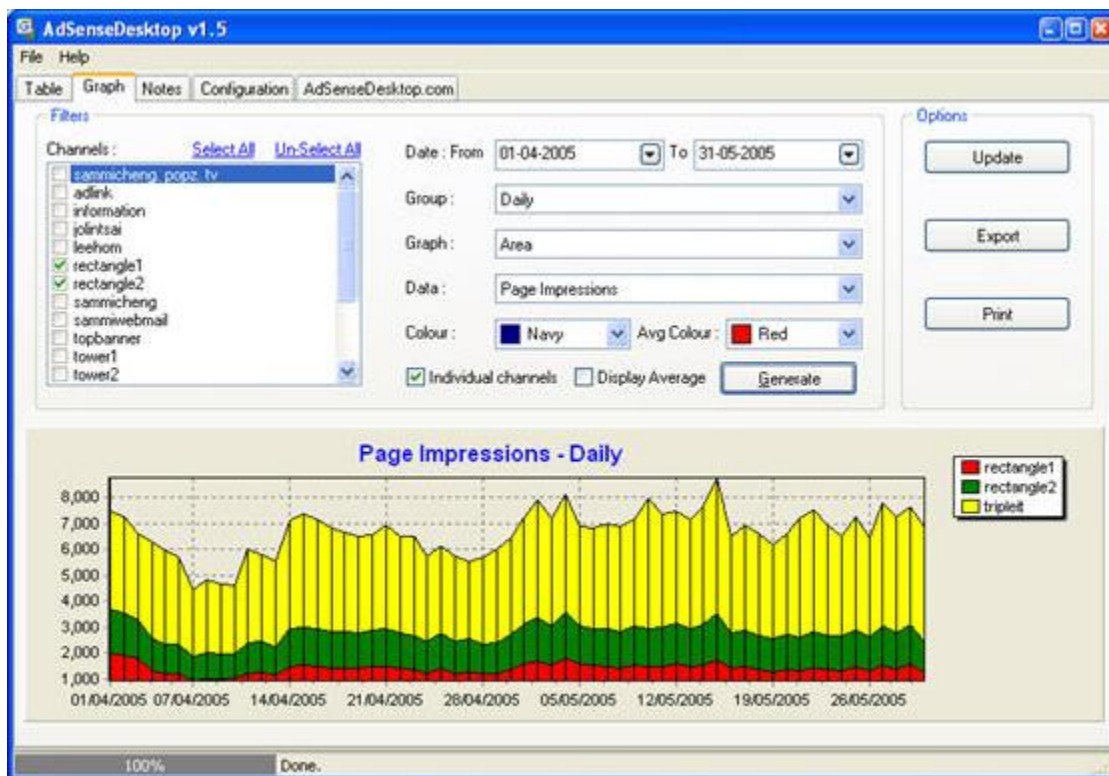 AdSenseDesktop v1.5
File Help
Table Graph Notes Configuration AdSenseDesktop.com
Filters
Channels : Select All Un-Select All
sammicheng, popz, tv
adlink
information
jolintsai
leehom
rectangle1
rectangle2
sammicheng
sammiwebmail
topbanner
tower1
tower2
Date : From 01-04-2005 To 31-05-2005
Group : Daily
Graph : Area
Data : Page Impressions
Colour : Navy Avg Colour : Red
Individual channels Display Average Generate
Options
Update
Export
Print
Page Impressions - Daily
8,000
7,000
6,000
5,000
4,000
3,000
2,000
1,000
01/04/2005 07/04/2005 14/04/2005 21/04/2005 28/04/2005 05/05/2005 12/05/2005 19/05/2005 26/05/2005
rectangle1
rectangle2
tripleit
100% Done.